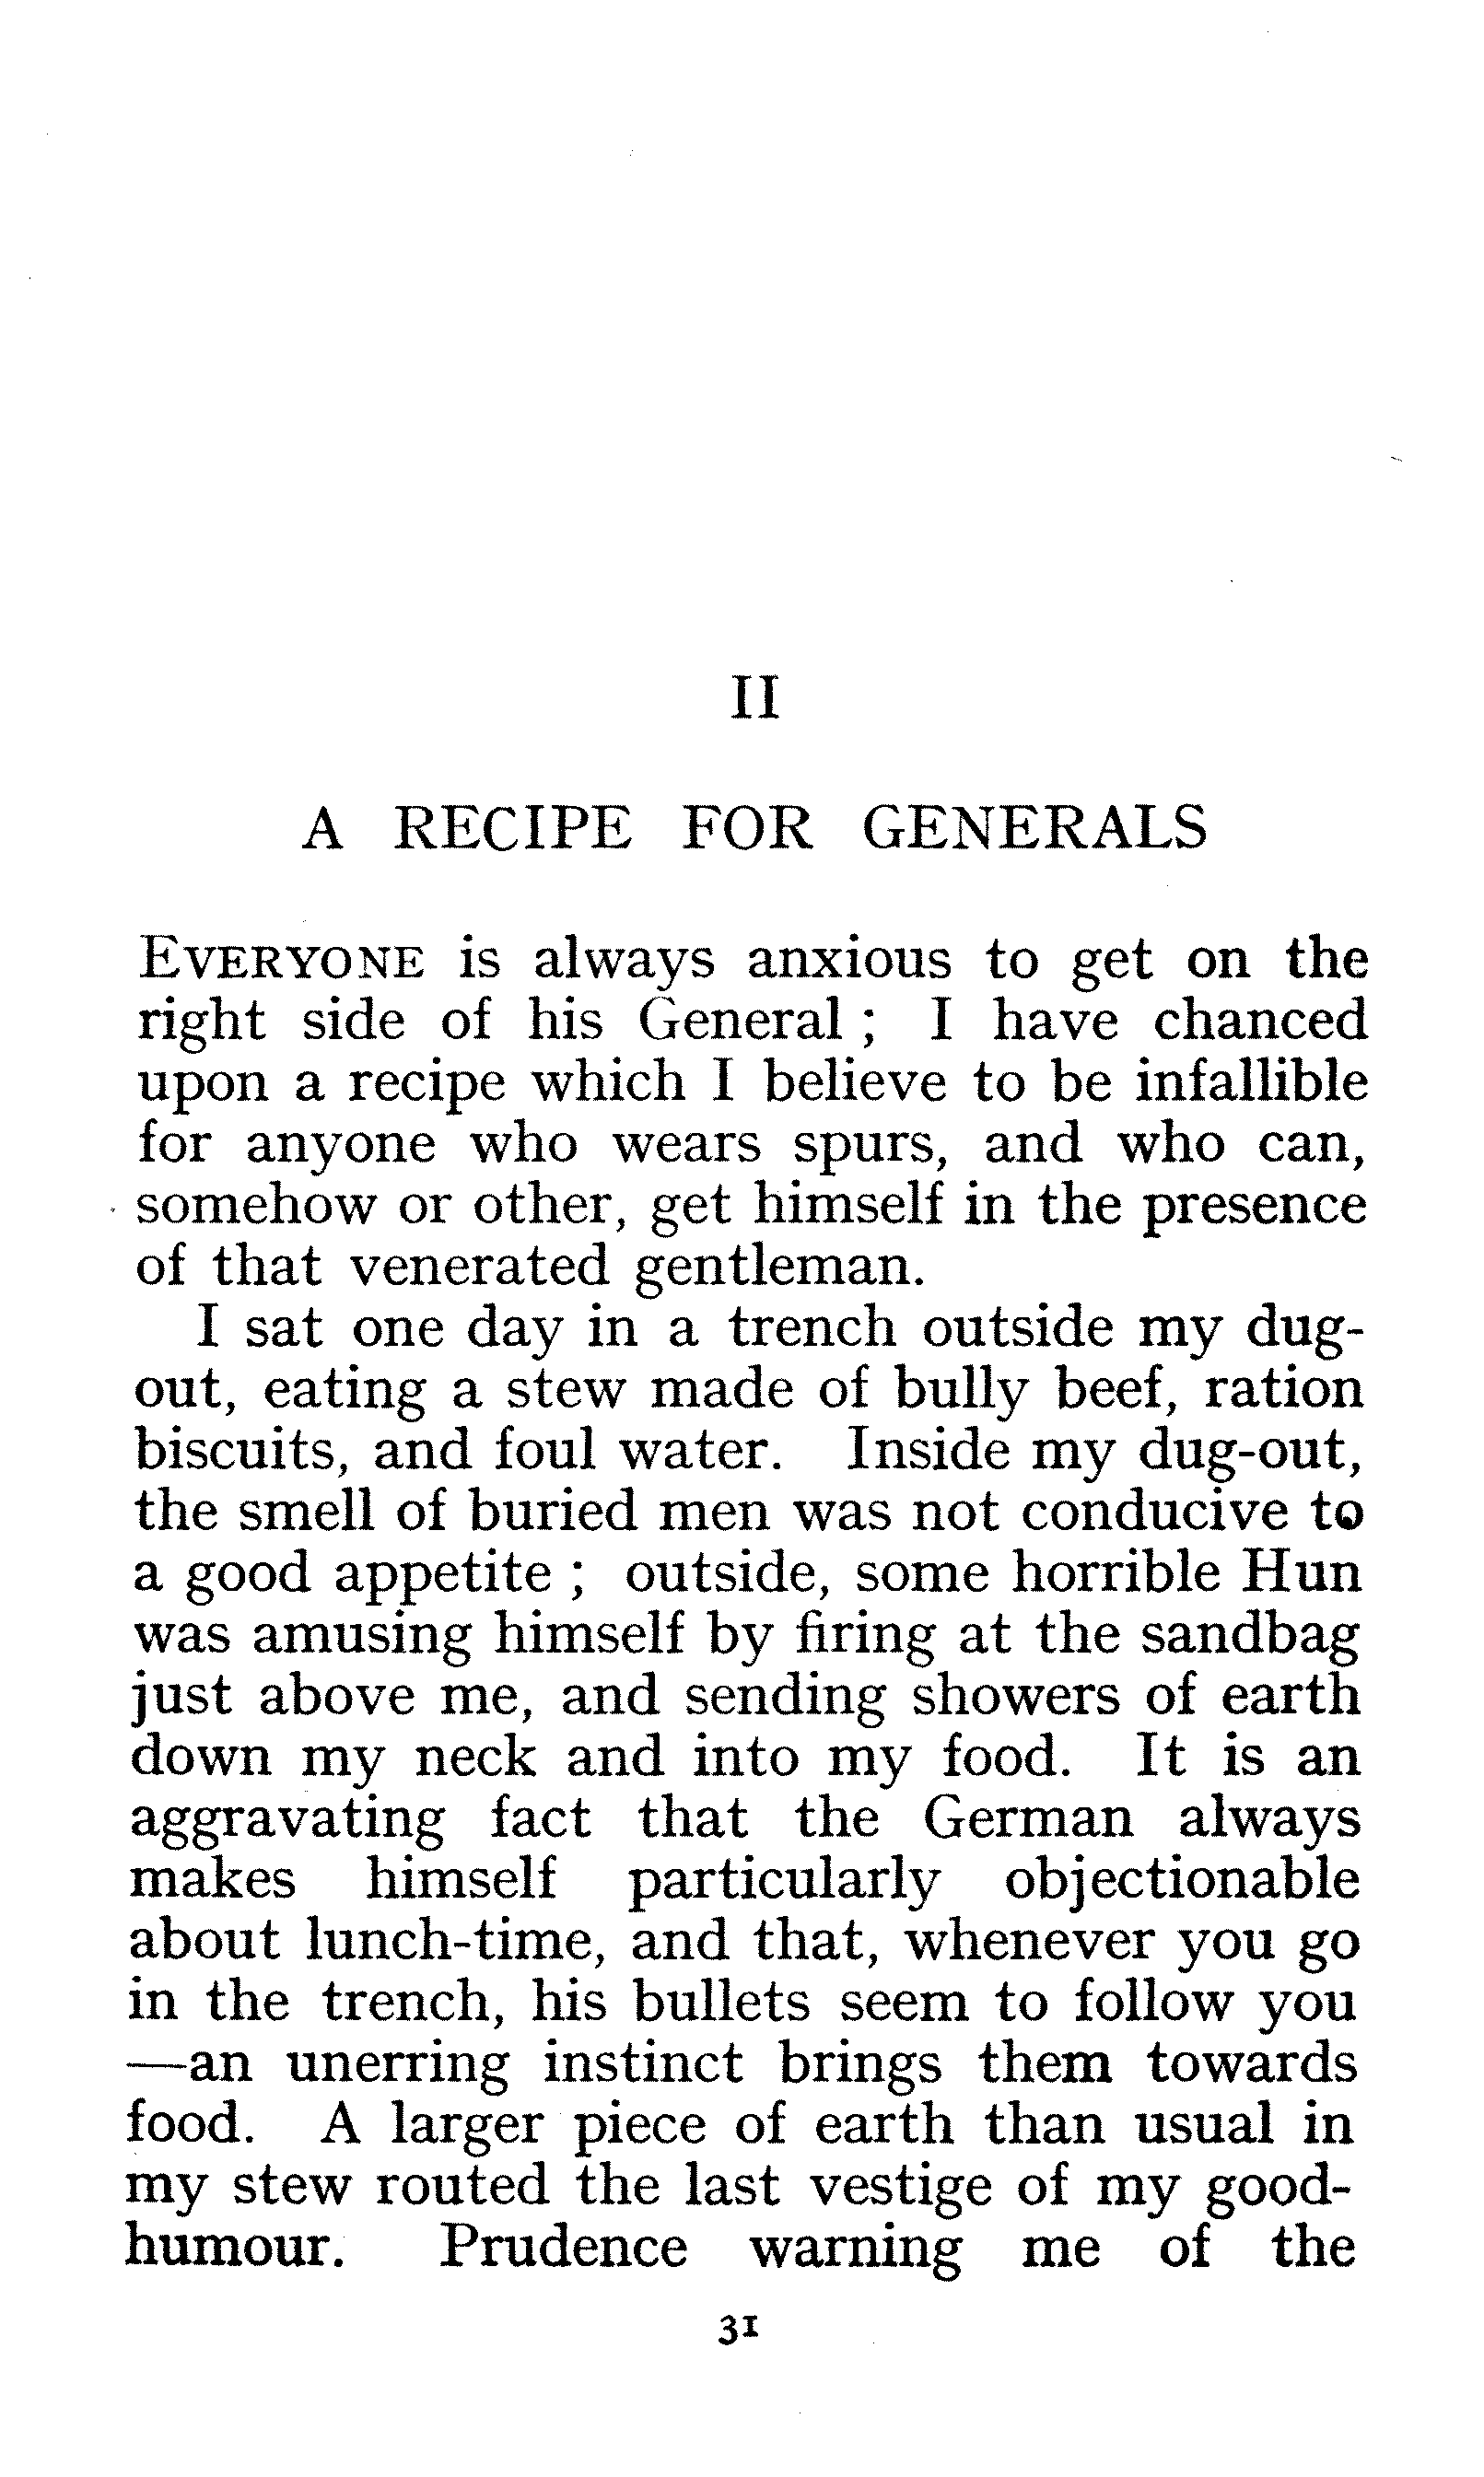 II
A RECIPE FOR GENERALS
EVERYONE is always anxious to get on the
right side of his General ; I have chanced
upon a recipe which I believe to be infallible
for anyone who wears spurs, and who can,
somehow or other, get himself in the presence
of that venerated gentleman.
I sat one day in a trench outside my dug-
out, eating a stew made of bully beef, ration
biscuits, and foul water. Inside my dug-out,
the smell of buried men was not conducive to
a good appetite ; outside, some horrible Hun
was amusing himself by firing at the sandbag
just above me, and sending showers of earth
down my neck and into my food. It is an
aggravating fact that the German always
makes himself particularly objectionable
about lunch-time, and that, whenever you go
in the trench, his bullets seem to follow you
—an unerring instinct brings them towards
food. A larger piece of earth than usual in
my stew routed the last vestige of my good-
humour. Prudence warning me of the
31